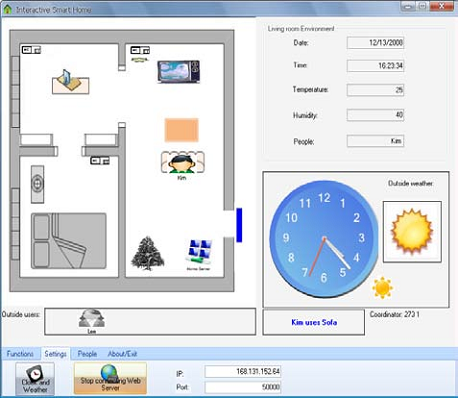 Interactive Smart Home
Living room Environment
Date: 12/13/2008
Time: 16:23:34
Temperature: 25
Humidity: 40
People: Kim
Kim
Home Server
Outside weather:
12
1
2
3
4
5
6
7
8
9
10
11
Outside users:
Lee
Kim uses Sofa
Coordinator: 273 1
Functions Settings People About/Exit
Clock and
Weather
Stop connecting Web
Server
IP: 168.131.152.64
Port: 50000